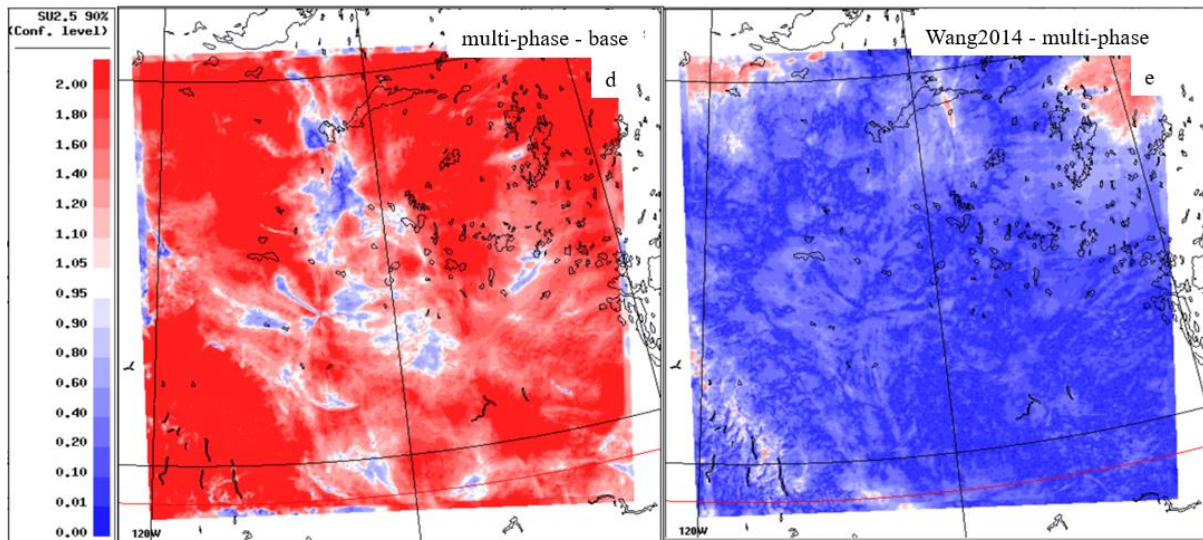 SU2.5 90%
(Conf. level)
2.00
1.80
1.60
1.40
1.20
1.10
1.05
0.95
0.90
0.80
0.60
0.40
0.20
0.10
0.01
0.00
multi-phase - base
d
120W
Wang2014 - multi-phase
e
120W